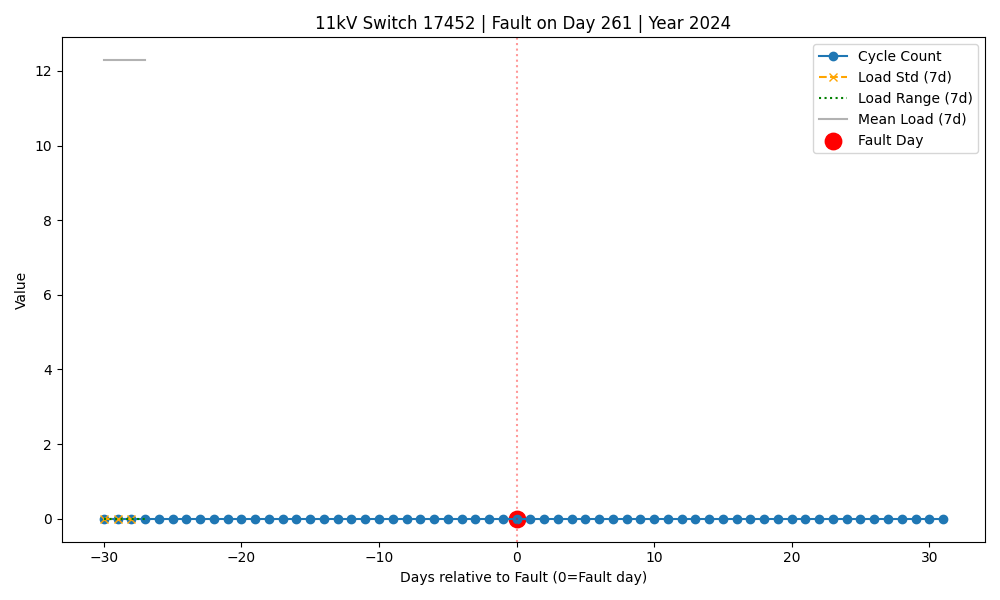 11kV Switch 17452 | Fault on Day 261 | Year 2024
Cycle Count
Load Std (7d)
Load Range (7d)
Mean Load (7d)
Fault Day
Value
12
10
8
6
4
2
0
−30
−20
−10
0
10
20
30
Days relative to Fault (0=Fault day)